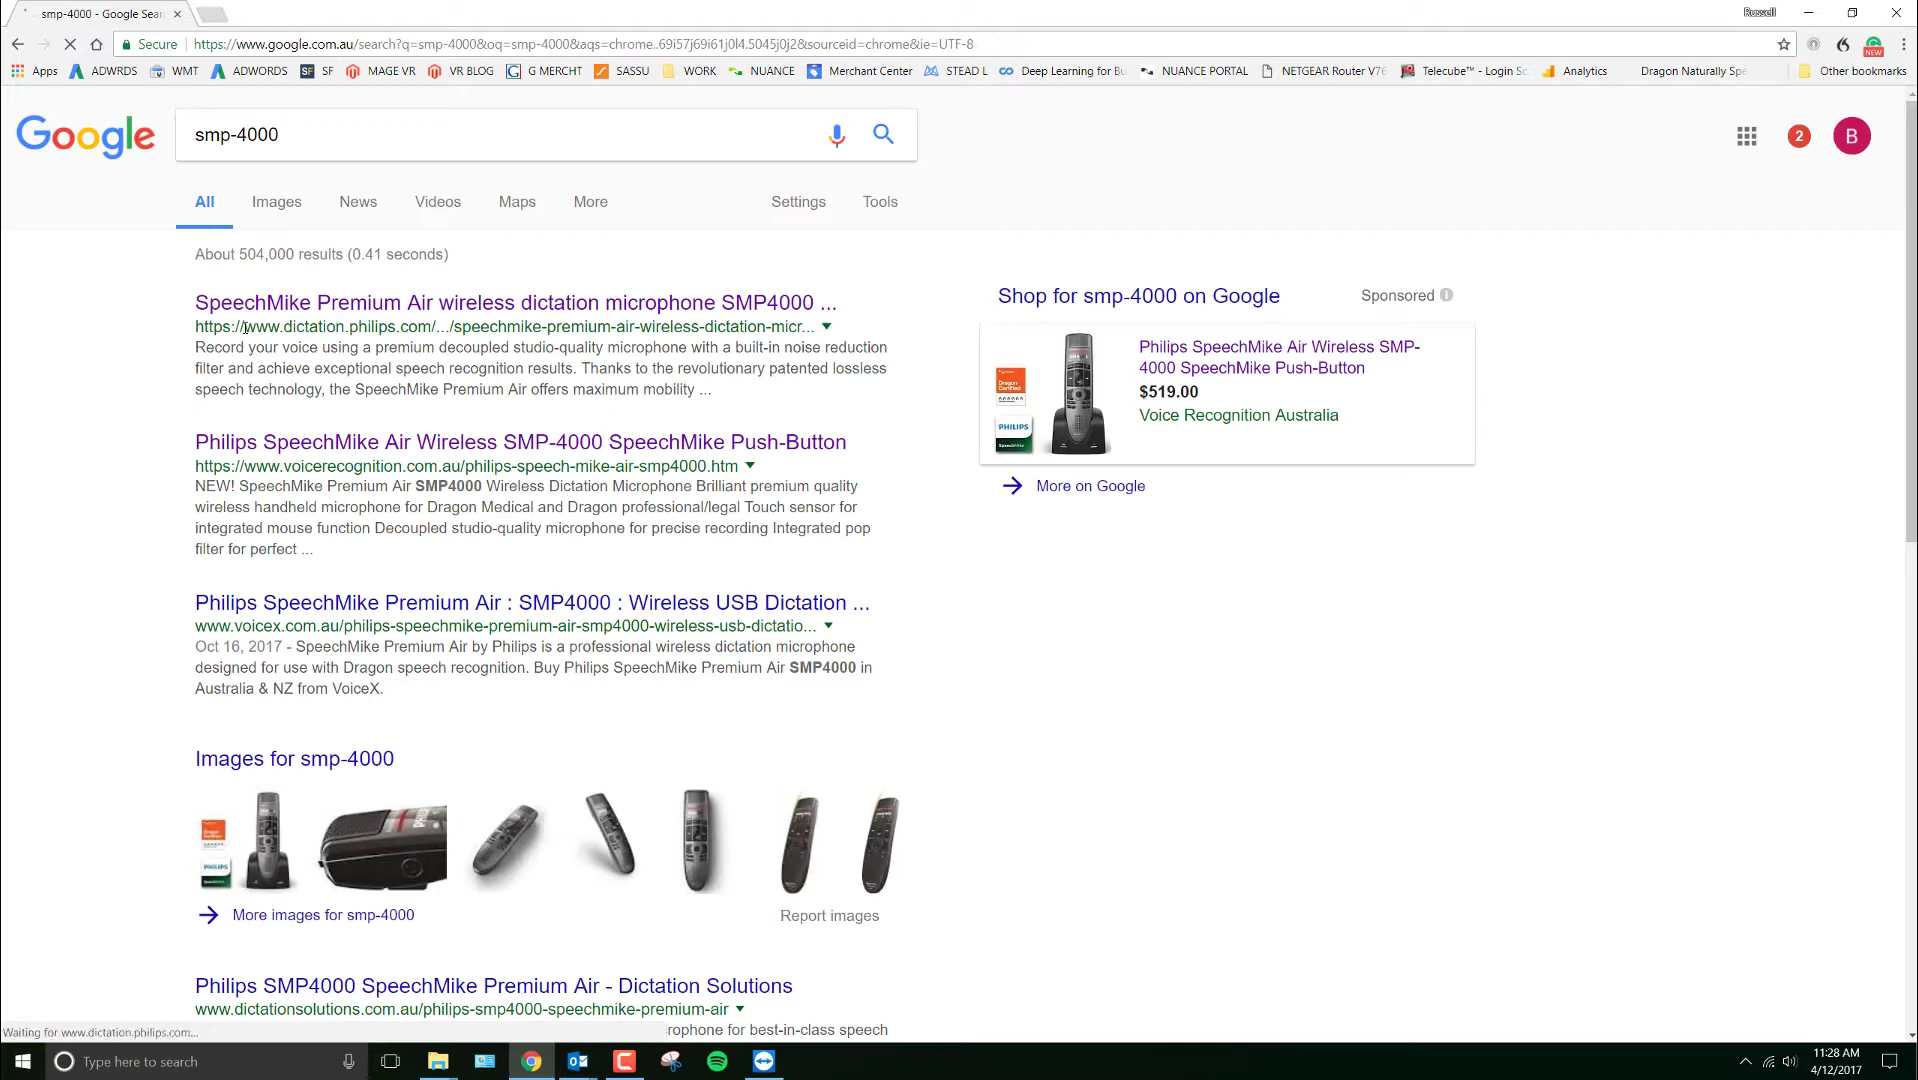 smp-4000 - Google Sear
Russell
Secure
https://www.google.com.au/search?q=smp-4000&oq=smp-4000&aqs=chrome..69i57j69i61j0l4.5045j0j2&sourceid=chrome&ie=UTF-8
NEW
Apps ADWRDS WMT ADWORDS SF SF MAGE VR VR BLOG G MERCHT SASSU WORK NUANCE Merchant Center STEAD L Deep Learning for Bu NUANCE PORTAL NETGEAR Router V76 Telecube™ - Login Sc Analytics Dragon Naturally Spe Other bookmarks
Google
smp-4000
2
B
All Images News Videos Maps More Settings Tools
About 504,000 results (0.41 seconds)
SpeechMike Premium Air wireless dictation microphone SMP4000 ...
https://www.dictation.philips.com/.../speechmike-premium-air-wireless-dictation-micr...
Record your voice using a premium decoupled studio-quality microphone with a built-in noise reduction
filter and achieve exceptional speech recognition results. Thanks to the revolutionary patented lossless
speech technology, the SpeechMike Premium Air offers maximum mobility ...
Philips SpeechMike Air Wireless SMP-4000 SpeechMike Push-Button
https://www.voicerecognition.com.au/philips-speech-mike-air-smp4000.htm
NEW! SpeechMike Premium Air SMP4000 Wireless Dictation Microphone Brilliant premium quality
wireless handheld microphone for Dragon Medical and Dragon professional/legal Touch sensor for
integrated mouse function Decoupled studio-quality microphone for precise recording Integrated pop
filter for perfect ...
Philips SpeechMike Premium Air : SMP4000 : Wireless USB Dictation ...
www.voicex.com.au/philips-speechmike-premium-air-smp4000-wireless-usb-dictatio...
Oct 16, 2017 - SpeechMike Premium Air by Philips is a professional wireless dictation microphone
designed for use with Dragon speech recognition. Buy Philips SpeechMike Premium Air SMP4000 in
Australia & NZ from VoiceX.
Images for smp-4000
More images for smp-4000
Report images
Philips SMP4000 SpeechMike Premium Air - Dictation Solutions
www.dictationsolutions.com.au/philips-smp4000-speechmike-premium-air
rophone for best-in-class speech
Shop for smp-4000 on Google
Sponsored
Dragon
Certified
PHILIPS
SpeechMike
Philips SpeechMike Air Wireless SMP-
4000 SpeechMike Push-Button
$519.00
Voice Recognition Australia
More on Google
Waiting for www.dictation.philips.com...
Type here to search
11:28 AM
4/12/2017